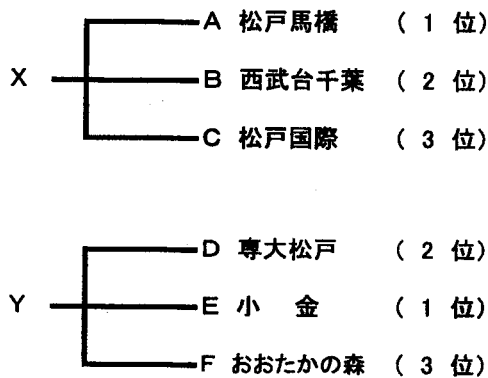 A 松戸馬橋 ( 1 位)
X B 西武台千葉 ( 2 位)
C 松戸国際 ( 3 位)
D 専大松戸 ( 2 位)
Y E 小 金 ( 1 位)
F おおたかの森 ( 3 位)